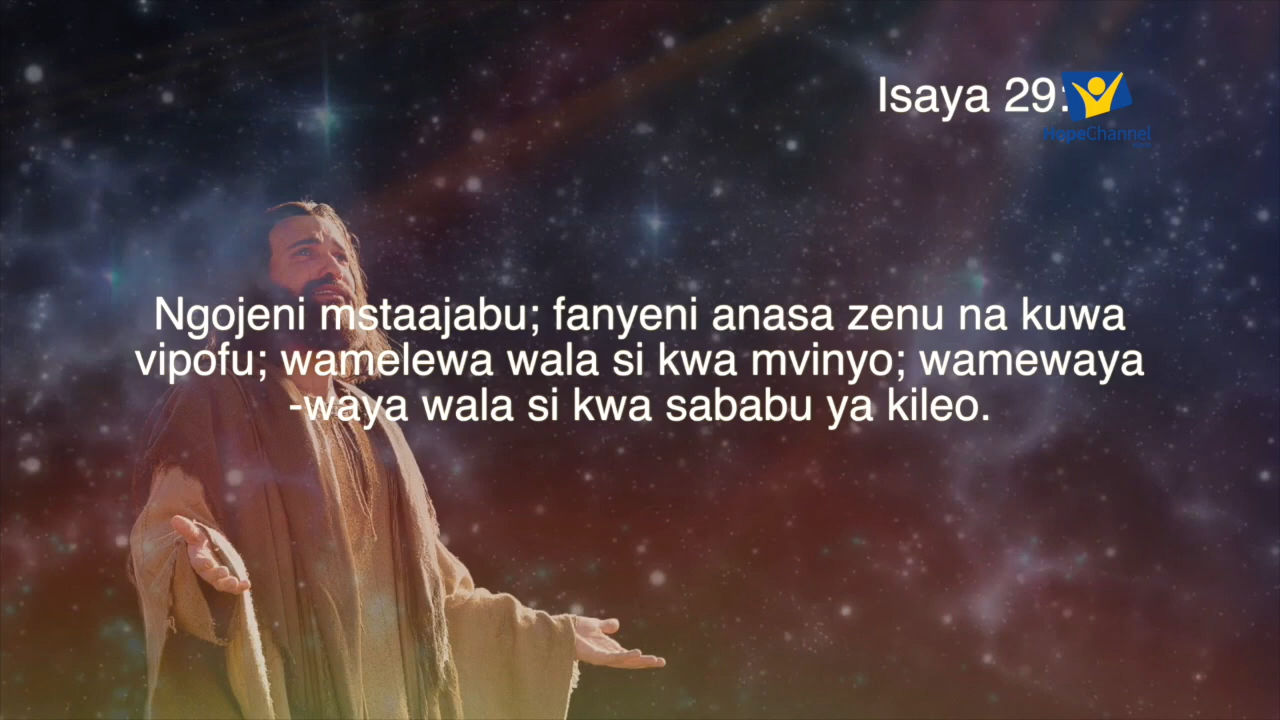 Isaya 29:
HopeChannel
Ngojeni mstaajabu; fanyeni anasa zenu na kuwa
vipofu; wamelewa wala si kwa mvinyo; wamewaya
-waya wala si kwa sababu ya kileo.